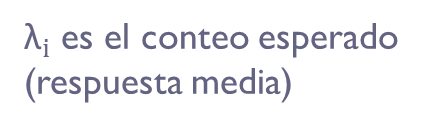 λᵢ es el conteo esperado
(respuesta media)